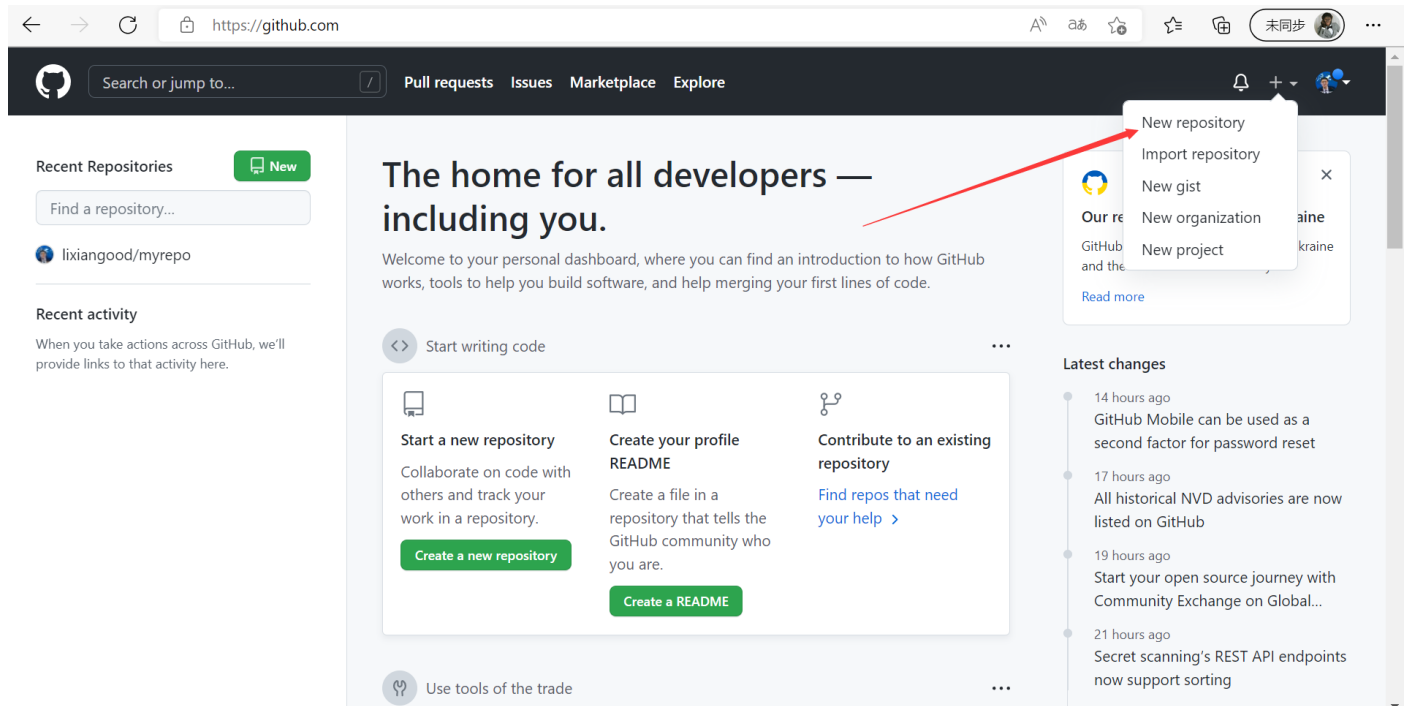 https://github.com
aあ
未同步
Search or jump to...
/
Pull requests
Issues
Marketplace
Explore
New repository
Import repository
New gist
New organization
New project
Recent Repositories
New
Find a repository...
lixiangood/myrepo
Recent activity
When you take actions across GitHub, we'll
provide links to that activity here.
The home for all developers —
including you.
Welcome to your personal dashboard, where you can find an introduction to how GitHub
works, tools to help you build software, and help merging your first lines of code.
Start writing code
Start a new repository
Collaborate on code with
others and track your
work in a repository.
Create a new repository
Create your profile
README
Create a file in a
repository that tells the
GitHub community who
you are.
Create a README
Contribute to an existing
repository
Find repos that need
your help
Use tools of the trade
Our
GitHub
kraine
and the
Read more
Latest changes
14 hours ago
GitHub Mobile can be used as a
second factor for password reset
17 hours ago
All historical NVD advisories are now
listed on GitHub
19 hours ago
Start your open source journey with
Community Exchange on Global...
21 hours ago
Secret scanning's REST API endpoints
now support sorting